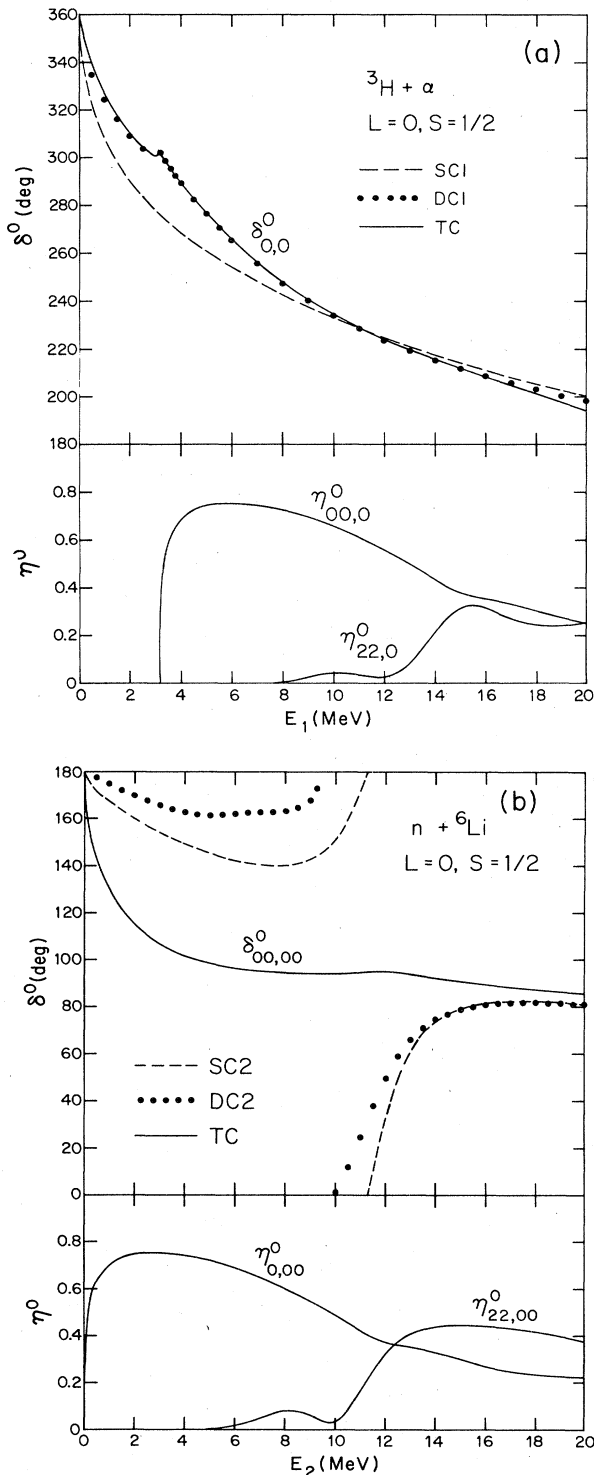 360
(a)
340
³H + α
320
L = 0, S = 1/2
300
SC1
DC1
280
TC
δ⁰ (deg)
δ⁰₀,₀
260
240
220
200
180
0.8
η⁰₀₀,₀
0.6
η⁰
0.4
η⁰₂₂,₀
0.2
0
0 2 4 6 8 10 12 14 16 18 20
E₁ (MeV)
180
(b)
160
n + ⁶Li
140
L = 0, S = 1/2
120
δ⁰₀₀,₀₀
100
δ⁰ (deg)
80
60
SC2
40
DC2
20
TC
0
0.8
η⁰₀,₀₀
0.6
η⁰₂₂,₀₀
η⁰
0.4
0.2
0
0 2 4 6 8 10 12 14 16 18 20
E₂ (MeV)